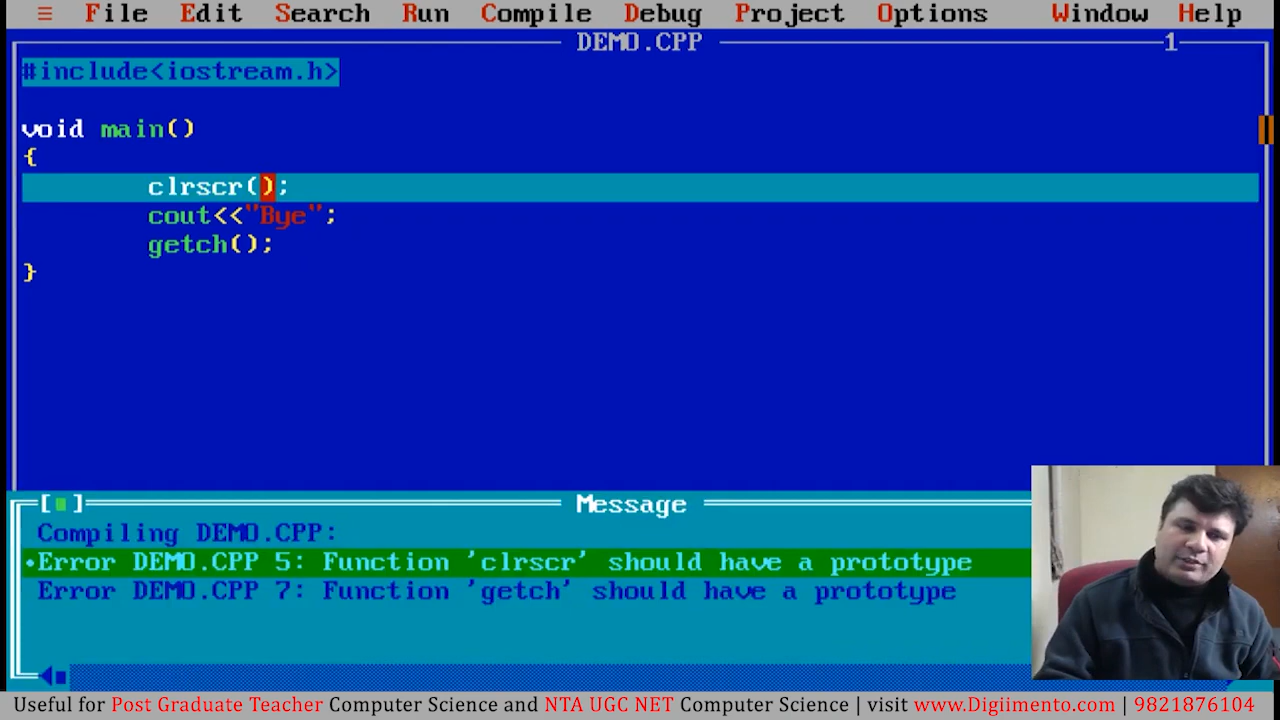 ≡ File Edit Search Run Compile Debug Project Options Window Help
DEMO.CPP 1
#include<iostream.h>
void main()
{
clrscr();
cout<<"Bye";
getch();
}
[■] Message
Compiling DEMO.CPP:
•Error DEMO.CPP 5: Function 'clrscr' should have a prototype
Error DEMO.CPP 7: Function 'getch' should have a prototype
Useful for Post Graduate Teacher Computer Science and NTA UGC NET Computer Science | visit www.Digiimento.com | 9821876104